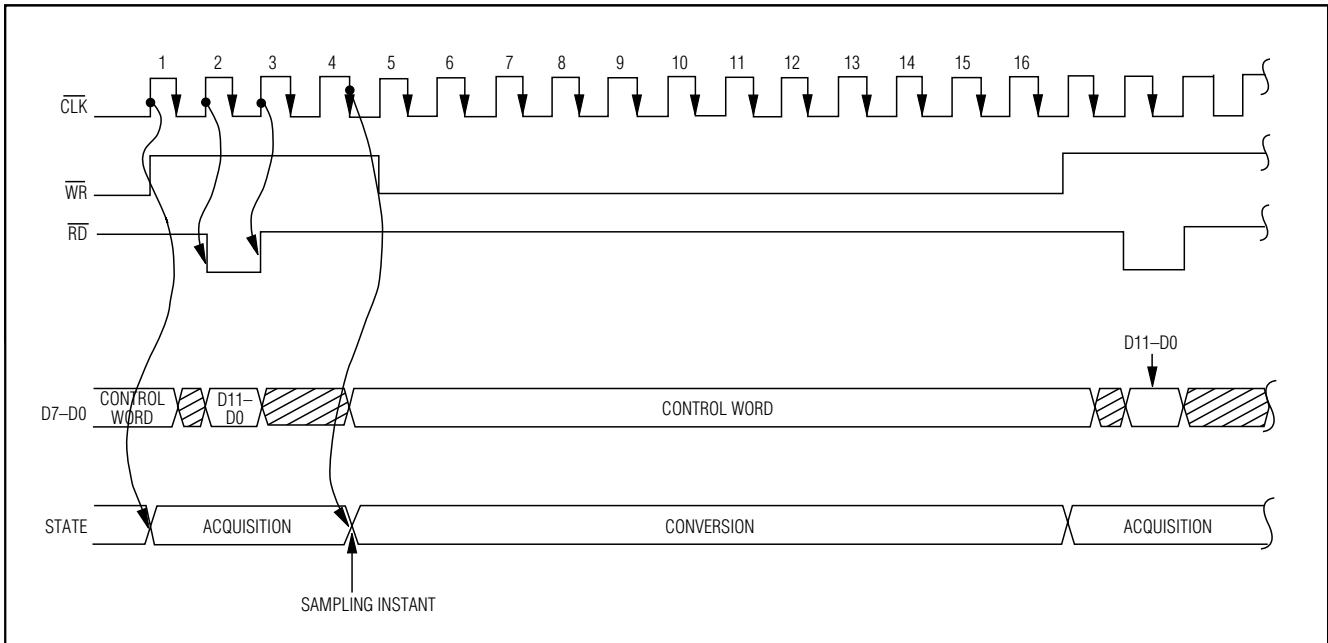 1 2 3 4 5 6 7 8 9 10 11 12 13 14 15 16
CLK
WR
RD
D11–D0
D7–D0
CONTROL
WORD
D11–
D0
CONTROL WORD
STATE
ACQUISITION
CONVERSION
ACQUISITION
SAMPLING INSTANT